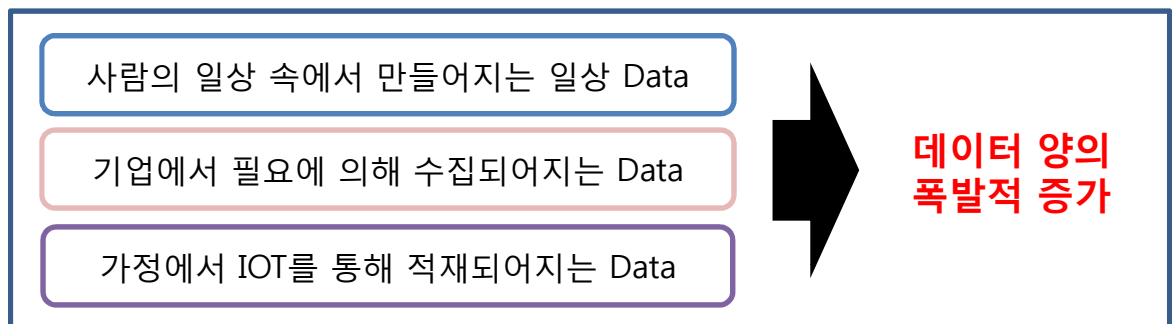 사람의 일상 속에서 만들어지는 일상 Data
기업에서 필요에 의해 수집되어지는 Data
가정에서 IOT를 통해 적재되어지는 Data
데이터 양의
폭발적 증가